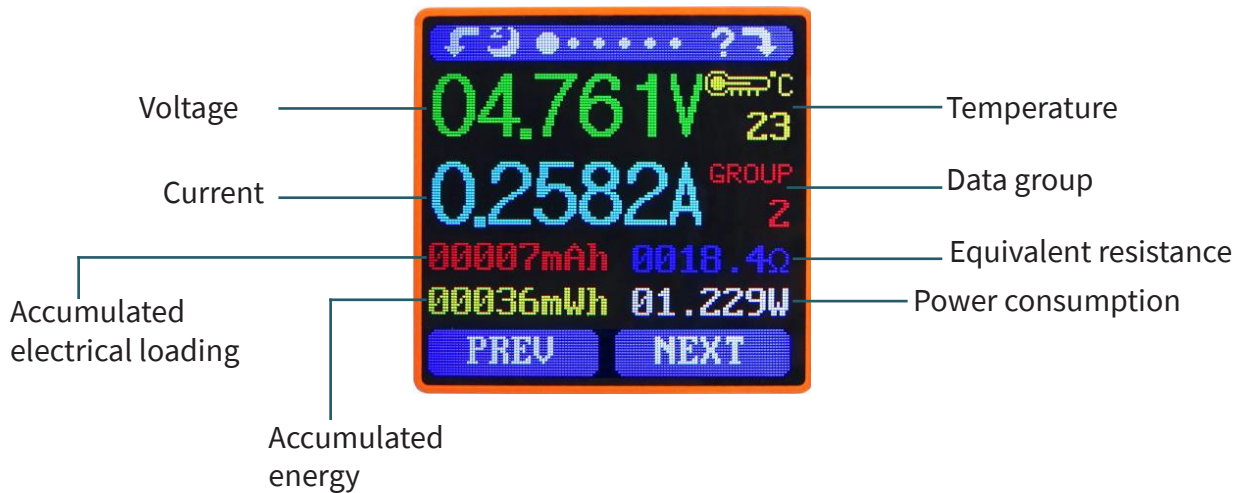 ?
Voltage
04.761V
°C
23
Temperature
Current
0.2582A
GROUP
2
Data group
00007mAh
0018.4Ω
Equivalent resistance
00036mWh
01.229W
Power consumption
Accumulated
electrical loading
PREV
NEXT
Accumulated
energy